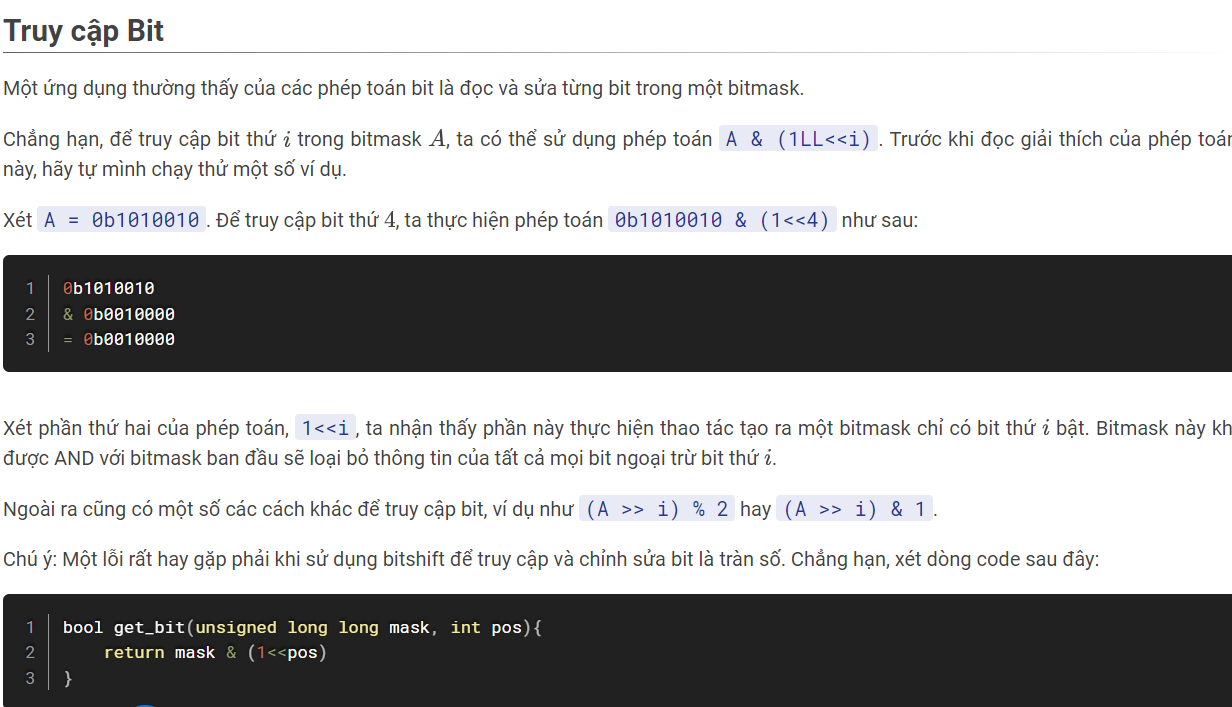 Truy cập Bit
Một ứng dụng thường thấy của các phép toán bit là đọc và sửa từng bit trong một bitmask.
Chẳng hạn, để truy cập bit thứ i trong bitmask A, ta có thể sử dụng phép toán A & (1LL<<i). Trước khi đọc giải thích của phép toán
này, hãy tự mình chạy thử một số ví dụ.
Xét A = 0b1010010. Để truy cập bit thứ 4, ta thực hiện phép toán 0b1010010 & (1<<4) như sau:
1 0b1010010
2 & 0b0010000
3 = 0b0010000
Xét phần thứ hai của phép toán, 1<<i, ta nhận thấy phần này thực hiện thao tác tạo ra một bitmask chỉ có bit thứ i bật. Bitmask này kh
được AND với bitmask ban đầu sẽ loại bỏ thông tin của tất cả mọi bit ngoại trừ bit thứ i.
Ngoài ra cũng có một số các cách khác để truy cập bit, ví dụ như (A >> i) % 2 hay (A >> i) & 1.
Chú ý: Một lỗi rất hay gặp phải khi sử dụng bitshift để truy cập và chỉnh sửa bit là tràn số. Chẳng hạn, xét dòng code sau đây:
1 bool get_bit(unsigned long long mask, int pos){
2 return mask & (1<<pos)
3 }